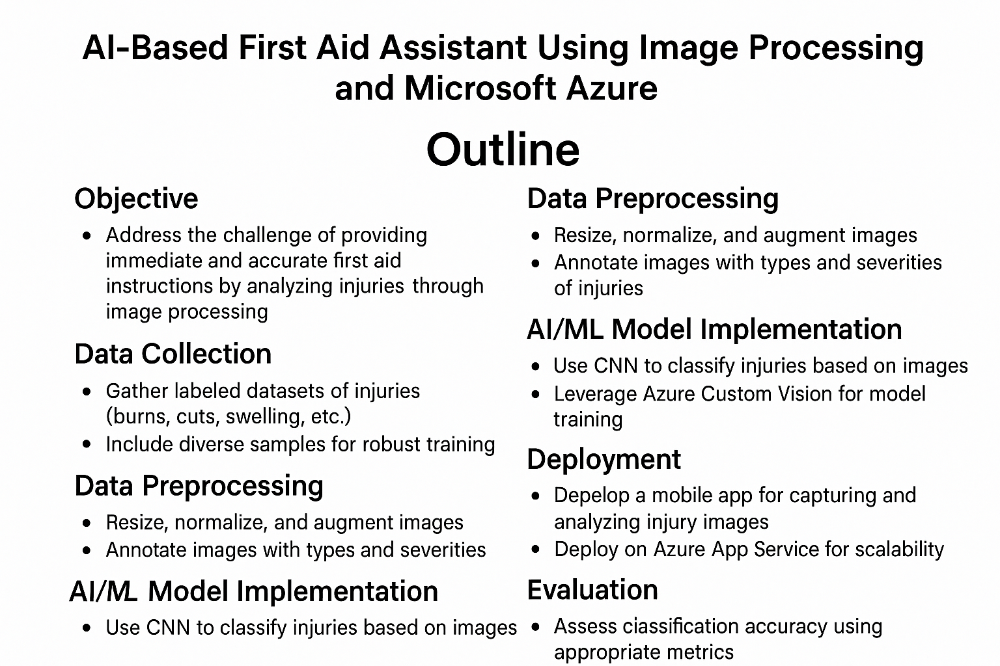 AI-Based First Aid Assistant Using Image Processing
and Microsoft Azure
Outline
Objective
• Address the challenge of providing
immediate and accurate first aid
instructions by analyzing injuries through
image processing
Data Collection
• Gather labeled datasets of injuries
(burns, cuts, swelling, etc.)
• Include diverse samples for robust training
Data Preprocessing
• Resize, normalize, and augment images
• Annotate images with types and severities
AI/ML Model Implementation
• Use CNN to classify injuries based on images
Data Preprocessing
• Resize, normalize, and augment images
• Annotate images with types and severities
of injuries
AI/ML Model Implementation
• Use CNN to classify injuries based on images
• Leverage Azure Custom Vision for model
training
Deployment
• Depelop a mobile app for capturing and
analyzing injury images
• Deploy on Azure App Service for scalability
Evaluation
• Assess ciassification accuracy using
appropriate metrics